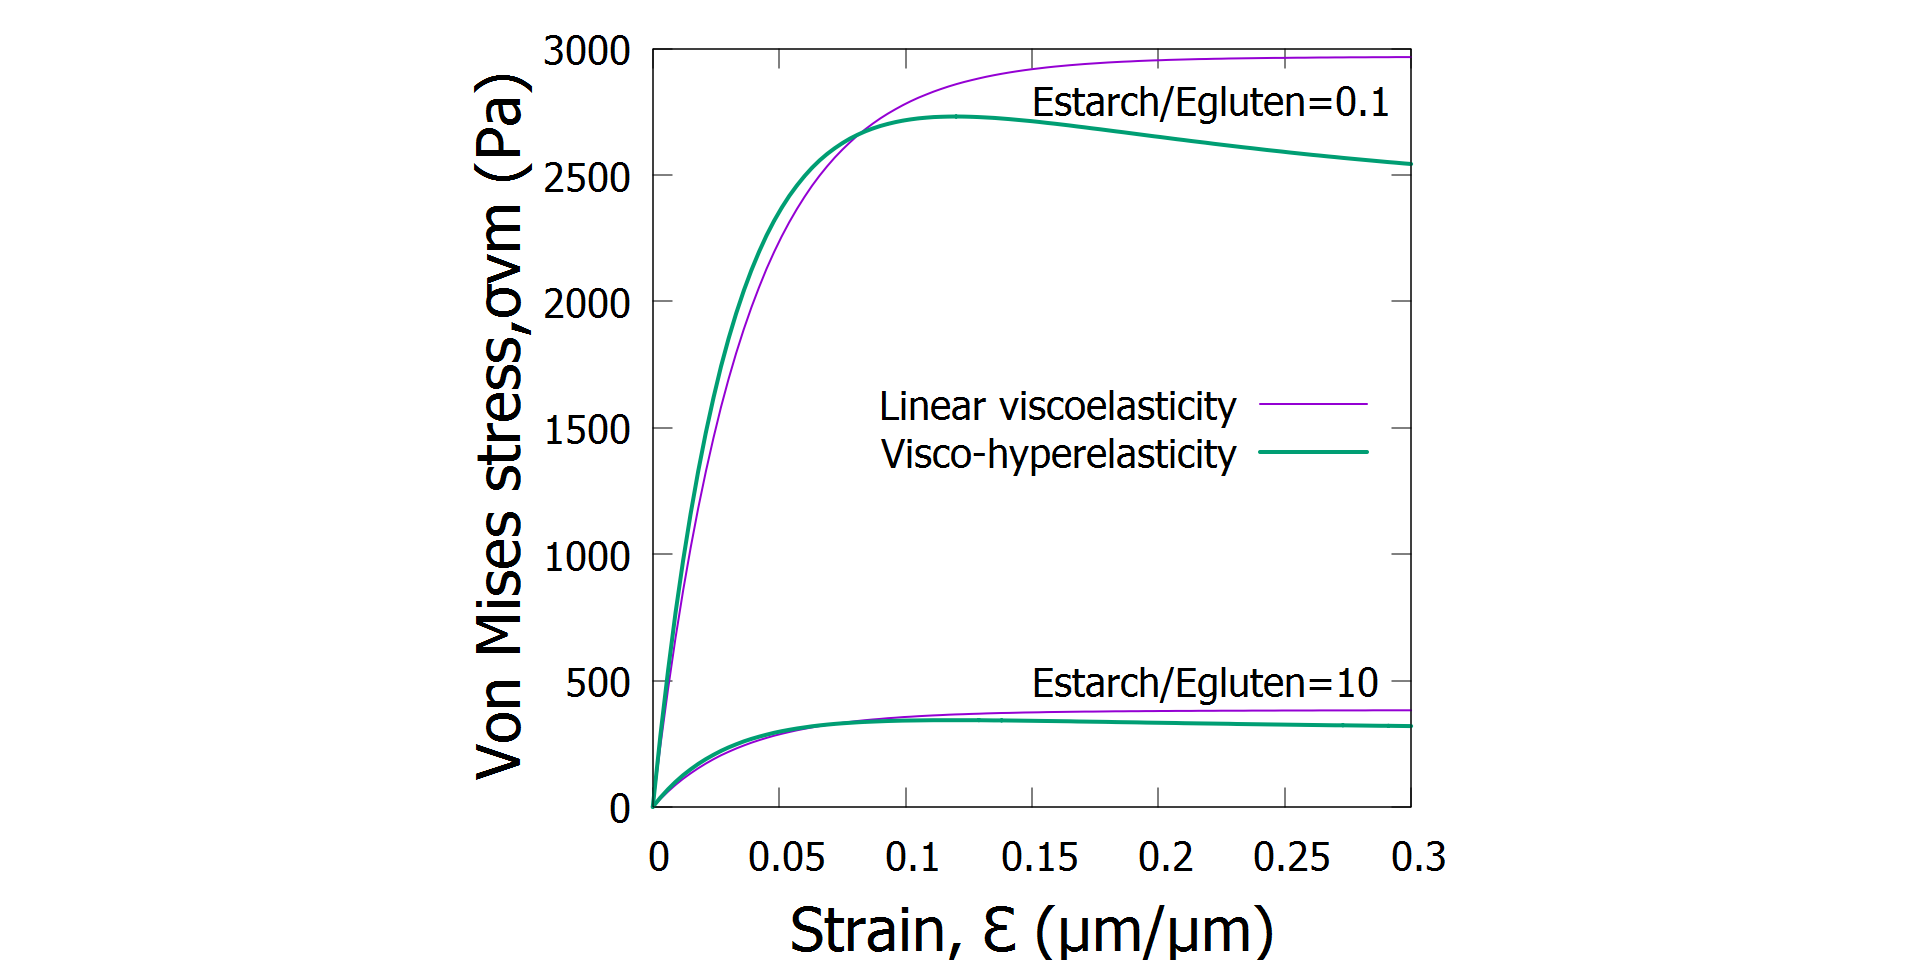 3000
2500
2000
1500
1000
500
0
Von Mises stress,σvm (Pa)
Estarch/Egluten=0.1
Linear viscoelasticity
Visco-hyperelasticity
Estarch/Egluten=10
0 0.05 0.1 0.15 0.2 0.25 0.3
Strain, Ɛ (μm/μm)